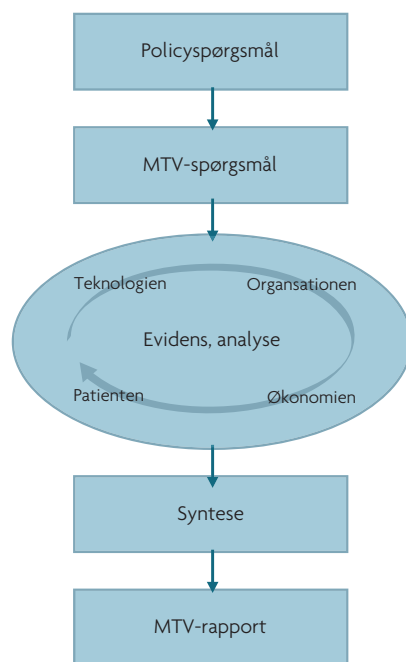 Policyspørgsmål
MTV-spørgsmål
Teknologien
Organsationen
Evidens, analyse
Patienten
Økonomien
Syntese
MTV-rapport